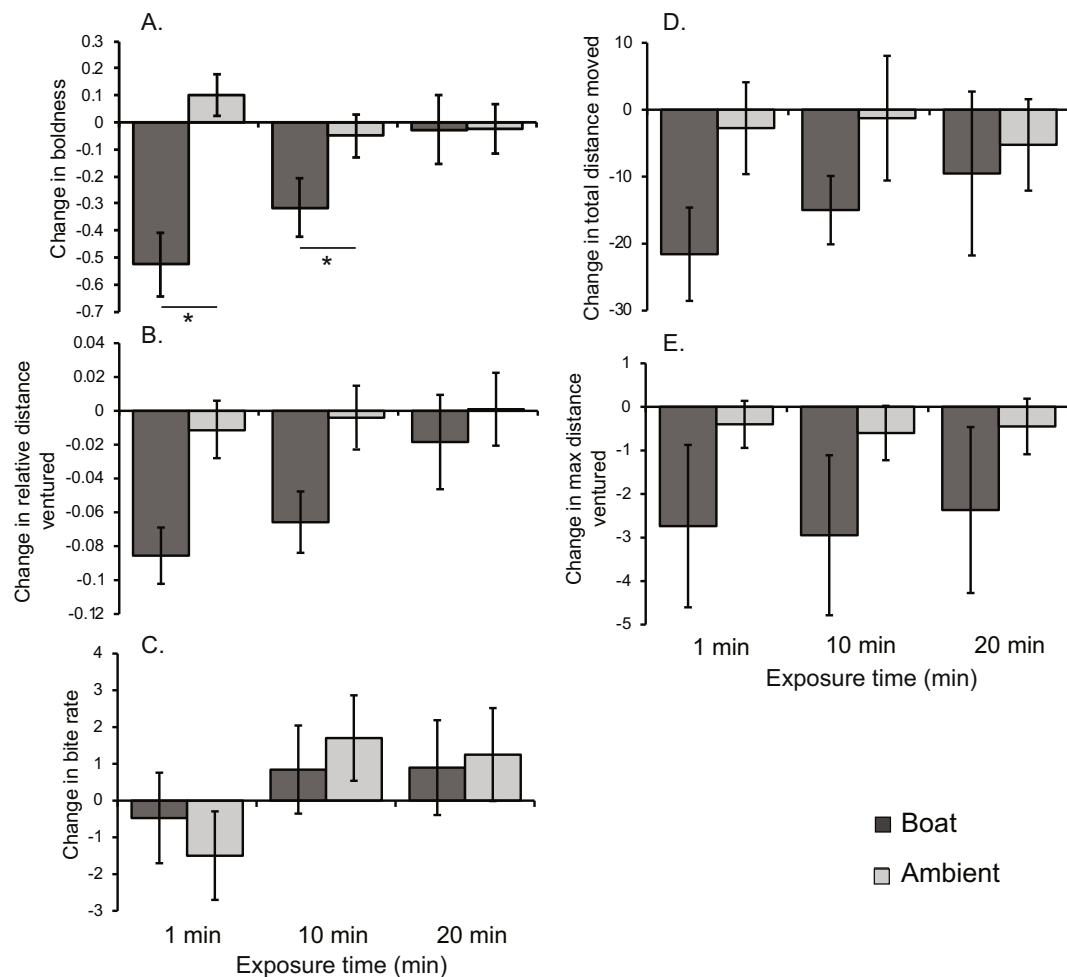 A.
0.3
0.2
0.1
0
-0.1
-0.2
-0.3
-0.4
-0.5
-0.6
-0.7
Change in boldness
*
*
B.
0.04
0.02
0
-0.02
-0.04
-0.06
-0.08
-0.1
-0.12
Change in relative distance
ventured
C.
4
3
2
1
0
-1
-2
-3
Change in bite rate
1 min 10 min 20 min
Exposure time (min)
D.
10
0
-10
-20
-30
Change in total distance moved
E.
1
0
-1
-2
-3
-4
-5
Change in max distance
ventured
1 min 10 min 20 min
Exposure time (min)
Boat
Ambient